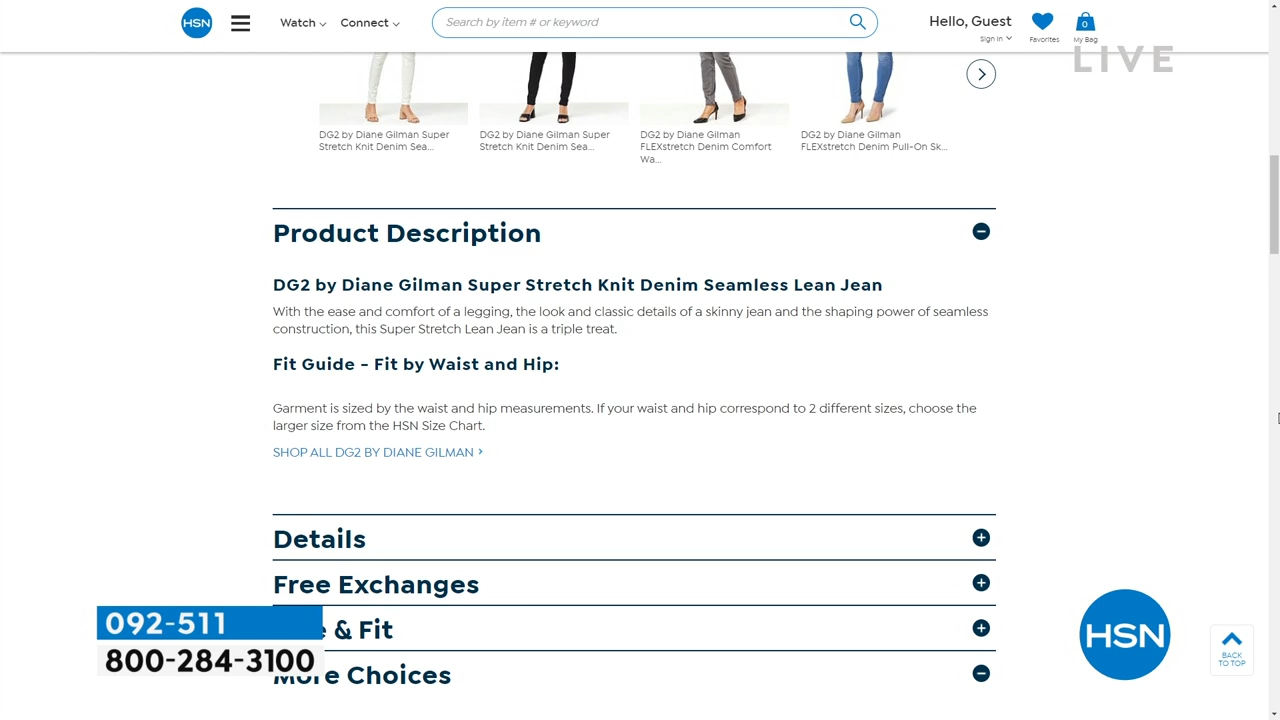 HSN
Watch
Connect
Search by item # or keyword
Hello, Guest
Sign In
Favorites
0
My Bag
LIVE
DG2 by Diane Gilman Super
Stretch Knit Denim Sea...
DG2 by Diane Gilman Super
Stretch Knit Denim Sea...
DG2 by Diane Gilman
FLEXstretch Denim Comfort
Wa...
DG2 by Diane Gilman
FLEXstretch Denim Pull-On Sk...
Product Description
DG2 by Diane Gilman Super Stretch Knit Denim Seamless Lean Jean
With the ease and comfort of a legging, the look and classic details of a skinny jean and the shaping power of seamless
construction, this Super Stretch Lean Jean is a triple treat.
Fit Guide - Fit by Waist and Hip:
Garment is sized by the waist and hip measurements. If your waist and hip correspond to 2 different sizes, choose the
larger size from the HSN Size Chart.
SHOP ALL DG2 BY DIANE GILMAN
Details
Free Exchanges
& Fit
More Choices
092-511
800-284-3100
HSN
BACK
TO TOP